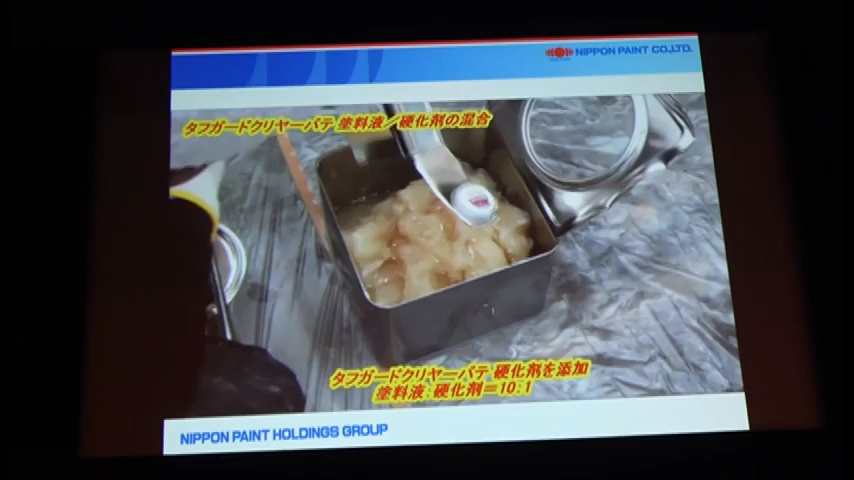 NIPPON PAINT CO.,LTD.
タフガードクリヤーパテ 塗料液／硬化剤の混合
タフガードクリヤーパテ 硬化剤を添加
塗料液：硬化剤＝10：1
NIPPON PAINT HOLDINGS GROUP